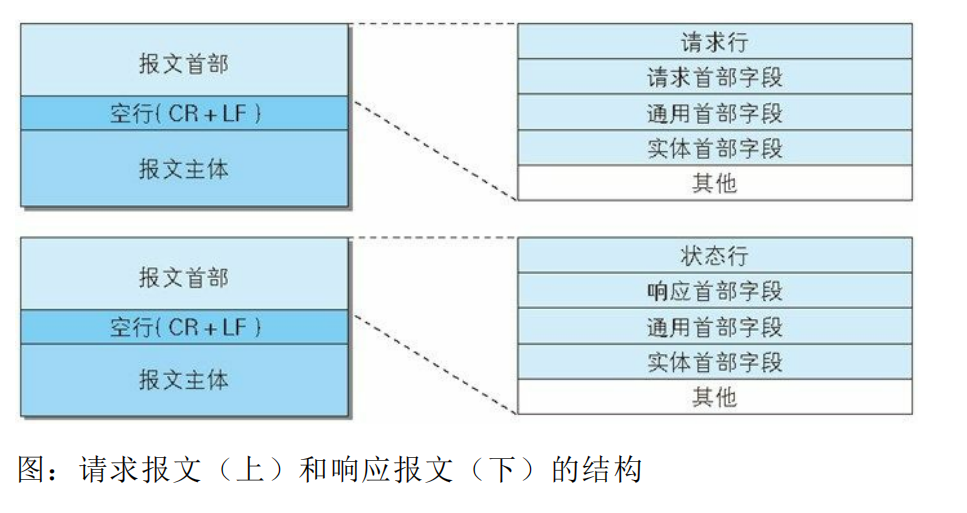 报文首部
空行(CR+LF)
报文主体
请求行
请求首部字段
通用首部字段
实体首部字段
其他
报文首部
空行(CR+LF)
报文主体
状态行
响应首部字段
通用首部字段
实体首部字段
其他
图：请求报文（上）和响应报文（下）的结构